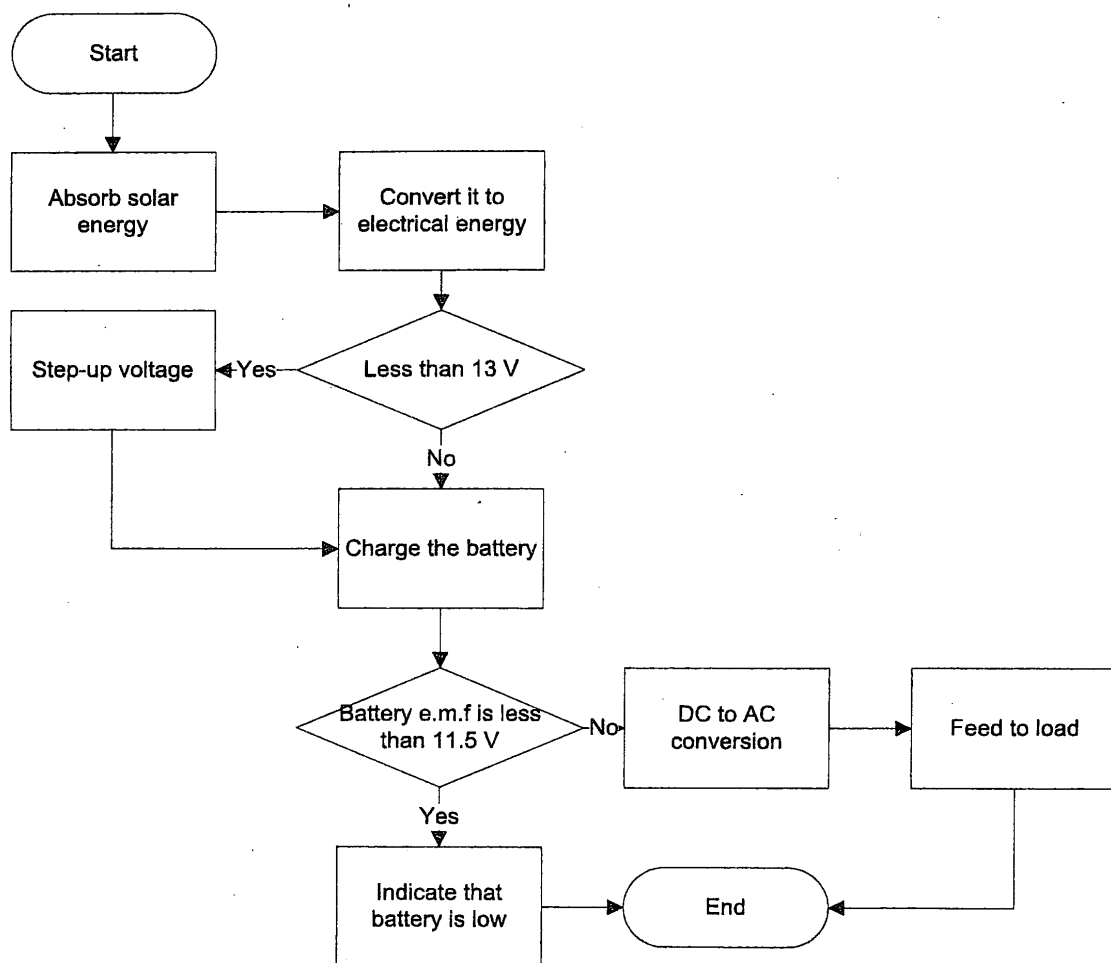 Start
Absorb solar
energy
Convert it to
electrical energy
Step-up voltage
Yes
Less than 13 V
No
Charge the battery
Battery e.m.f is less
than 11.5 V
No
DC to AC
conversion
Feed to load
Yes
Indicate that
battery is low
End